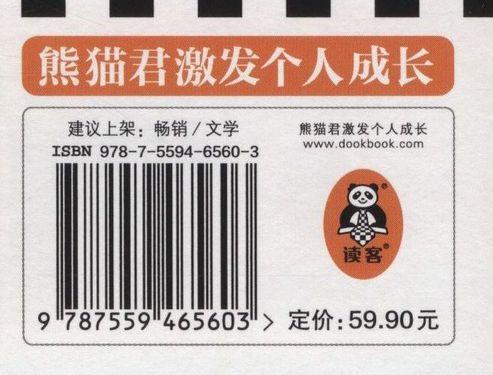 熊猫君激发个人成长
建议上架：畅销/文学
ISBN 978-7-5594-6560-3
9 787559 465603 >
熊猫君激发个人成长
www.dookbook.com
读客®
定价：59.90元